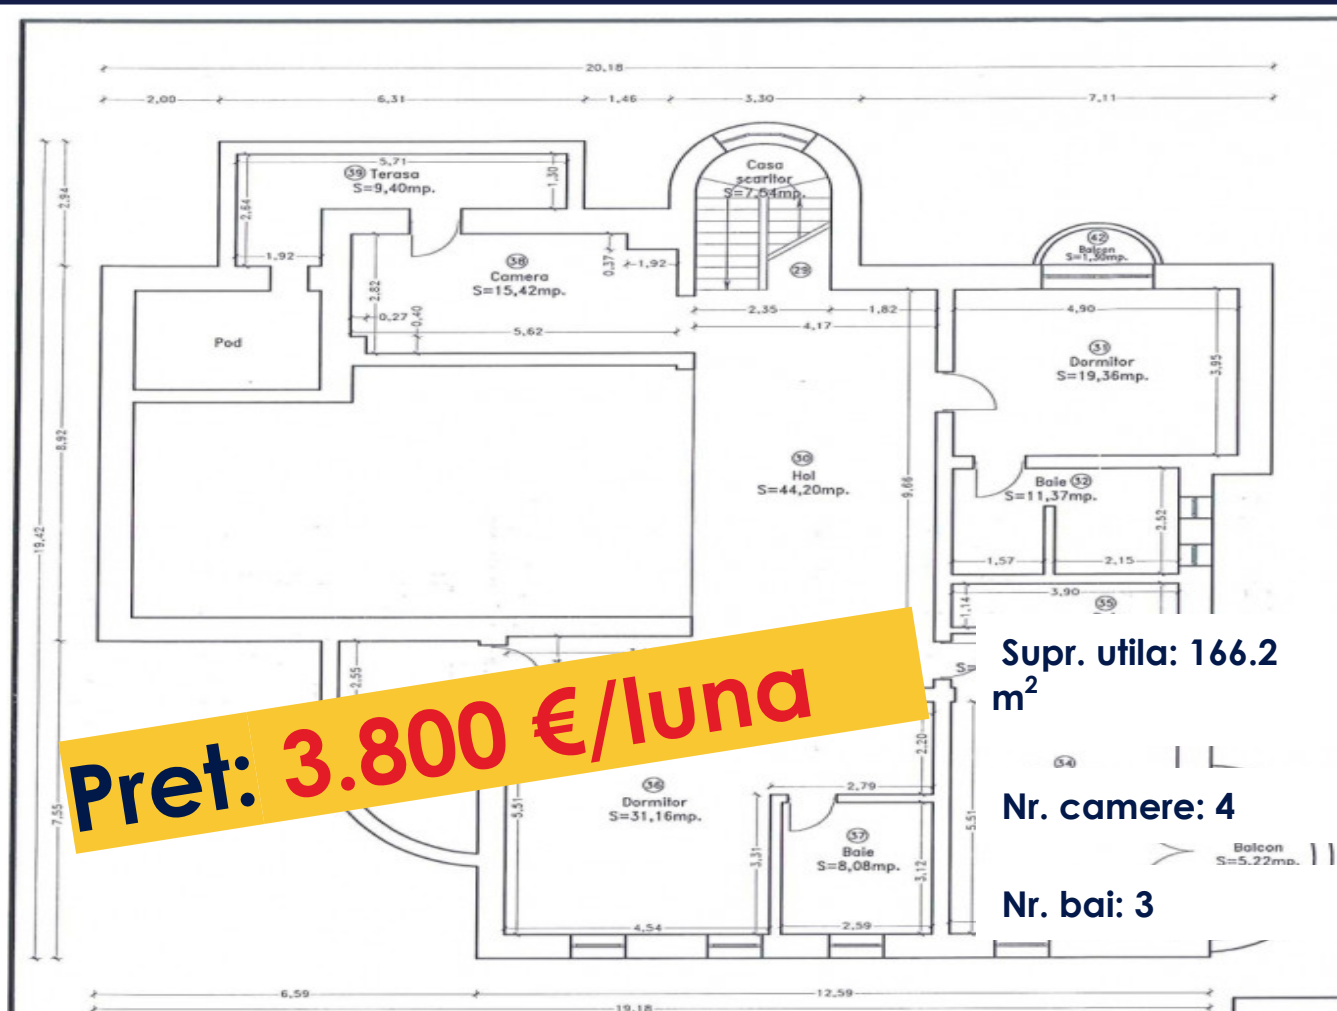 20,18
2,00
6,31
1,46
3,30
7,11
5,71
39 Terasa
S=9,40mp.
1,30
2,64
1,92
2,94
Casa
scarilor
S=7,54mp.
29
42
Balcon
S=1,30mp.
38
Camera
S=15,42mp.
0,37
1,92
2,82
0,27
0,40
5,62
2,35
1,82
4,17
4,90
31
Dormitor
S=19,36mp.
3,95
Pod
8,92
19,42
30
Hol
S=44,20mp.
9,66
Baie 32
S=11,37mp.
2,52
1,57
2,15
3,90
35
1,14
Supr. utila: 166.2
m²
2,55
Pret: 3.800 €/luna
2,20
2,79
34
36
Dormitor
S=31,16mp.
5,51
3,31
7,55
37
Baie
S=8,08mp.
3,12
5,51
Nr. camere: 4
Balcon
S=5,22mp.
Nr. bai: 3
4,54
2,59
6,59
12,59
19,18